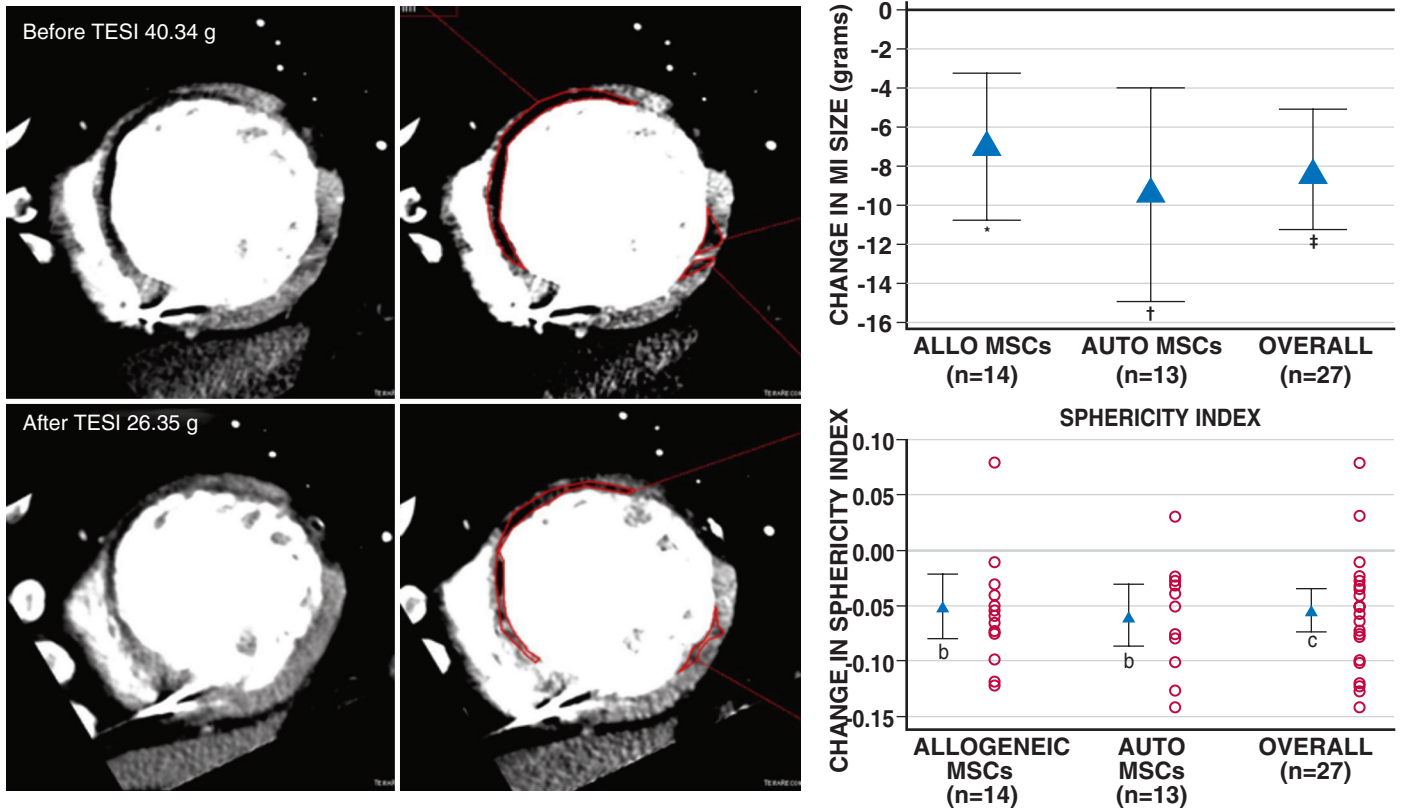 Before TESI 40.34 g
After TESI 26.35 g
CHANGE IN MI SIZE (grams)
0
-2
-4
-6
-8
-10
-12
-14
-16
*
†
‡
ALLO MSCs
(n=14)
AUTO MSCs
(n=13)
OVERALL
(n=27)
SPHERICITY INDEX
CHANGE IN SPHERICITY INDEX
0.10
0.05
0.00
-0.05
-0.10
-0.15
b
b
c
ALLOGENEIC
MSCs
(n=14)
AUTO
MSCs
(n=13)
OVERALL
(n=27)